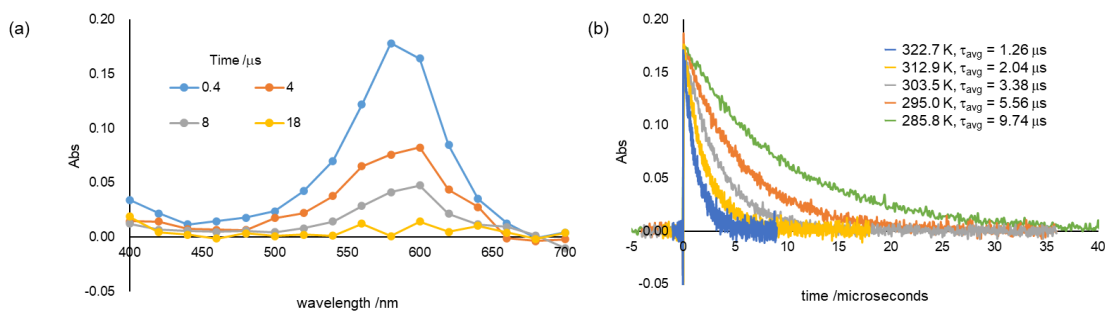 (a)
0.20
0.15
0.10
0.05
0.00
-0.05
Abs
Time /μs
0.4
4
8
18
400
450
500
550
600
650
700
wavelength /nm
(b)
0.20
0.15
0.10
0.05
0.00
-0.05
Abs
322.7 K, τavg = 1.26 μs
312.9 K, τavg = 2.04 μs
303.5 K, τavg = 3.38 μs
295.0 K, τavg = 5.56 μs
285.8 K, τavg = 9.74 μs
-5
0
5
10
15
20
25
30
35
40
time /microseconds